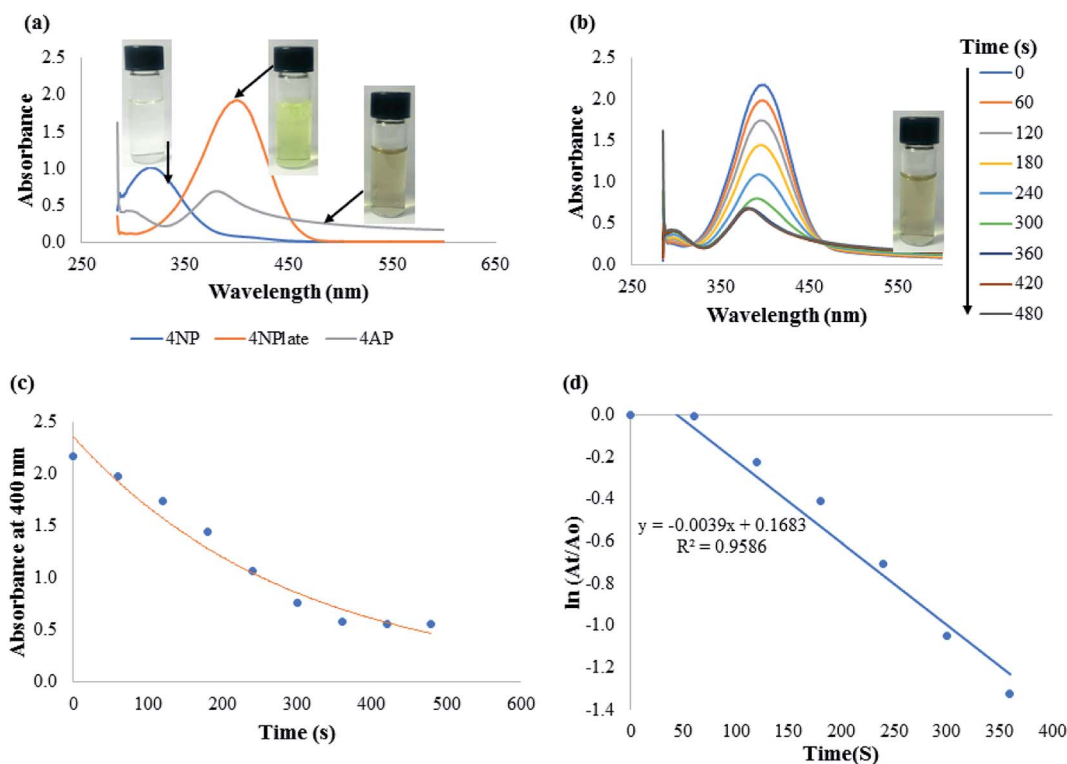 (a)
2.5
2.0
1.5
1.0
0.5
0.0
Absorbance
250 350 450 550 650
Wavelength (nm)
4NP 4NPlate 4AP
(b)
2.5
2.0
1.5
1.0
0.5
0.0
Absorbance
250 350 450 550
Wavelength (nm)
Time (s)
0
60
120
180
240
300
360
420
480
(c)
2.5
2.0
1.5
1.0
0.5
0.0
Absorbance at 400 nm
0 100 200 300 400 500 600
Time (s)
(d)
0.0
-0.2
-0.4
-0.6
-0.8
-1.0
-1.2
-1.4
ln (At/Ao)
y = -0.0039x + 0.1683
R² = 0.9586
0 50 100 150 200 250 300 350 400
Time(S)